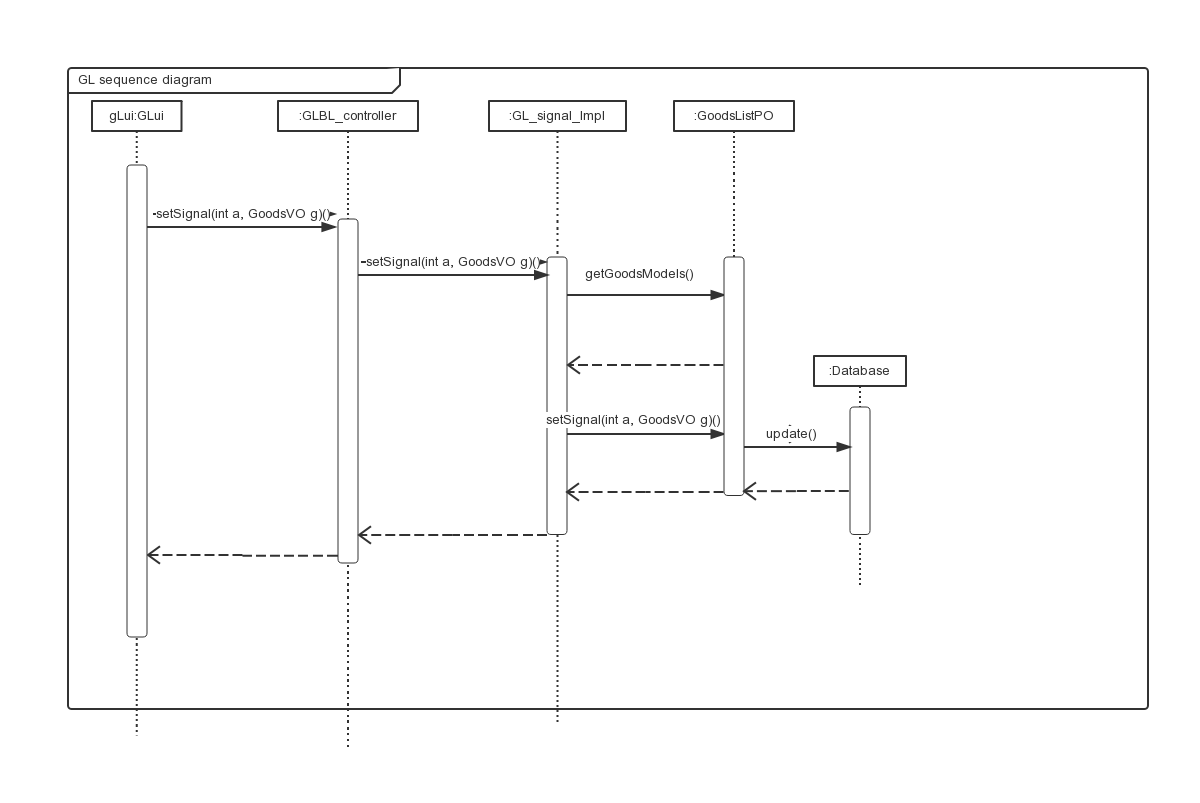 GL sequence diagram
gLui:GLui
:GLBL_controller
:GL_signal_Impl
:GoodsListPO
setSignal(int a, GoodsVO g)()
setSignal(int a, GoodsVO g)()
getGoodsModels()
:Database
setSignal(int a, GoodsVO g)()
update()